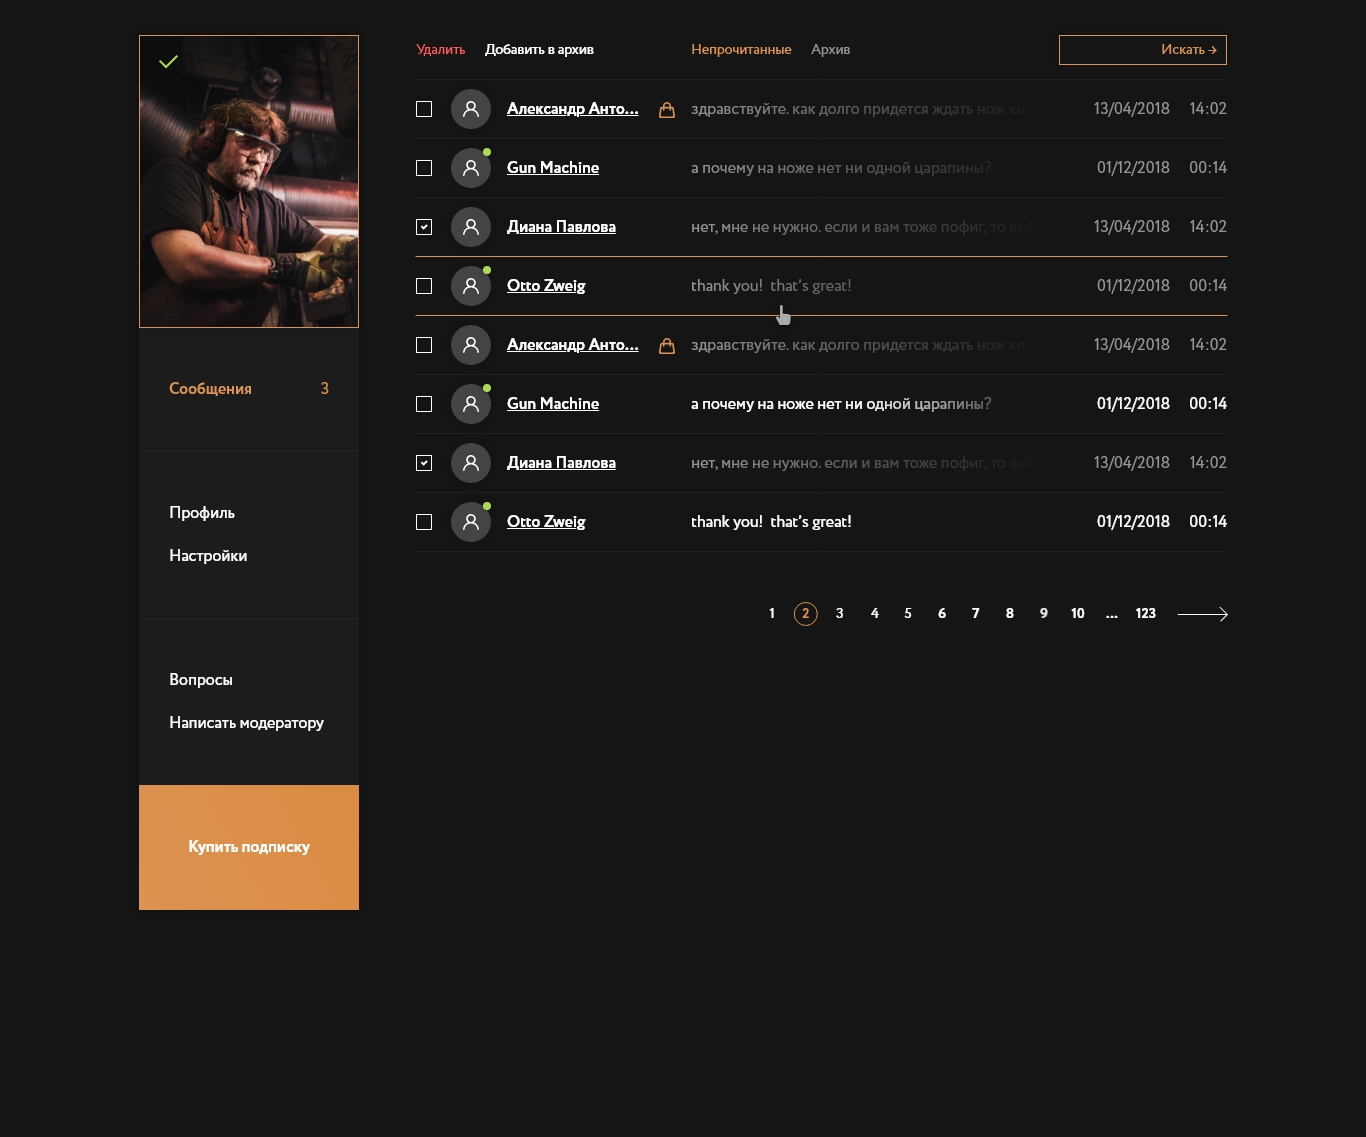 Удалить Добавить в архив Непрочитанные Архив Искать →
Александр Анто... здравствуйте. как долго придется ждать нож 13/04/2018 14:02
Gun Machine а почему на ноже нет ни одной царапины? 01/12/2018 00:14
Диана Павлова нет, мне не нужно. если и вам тоже пофиг, то 13/04/2018 14:02
Otto Zweig thank you! that's great! 01/12/2018 00:14
Александр Анто... здравствуйте. как долго придется ждать нож 13/04/2018 14:02
Сообщения 3
Gun Machine а почему на ноже нет ни одной царапины? 01/12/2018 00:14
Диана Павлова нет, мне не нужно. если и вам тоже пофиг, то 13/04/2018 14:02
Otto Zweig thank you! that's great! 01/12/2018 00:14
Профиль
Настройки
1 2 3 4 5 6 7 8 9 10 ... 123
Вопросы
Написать модератору
Купить подписку